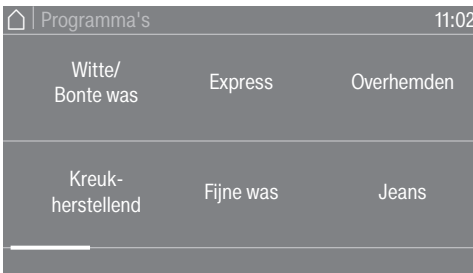 Programma's 11:02
Witte/
Bonte was
Express
Overhemden
Kreuk-
herstellend
Fijne was
Jeans